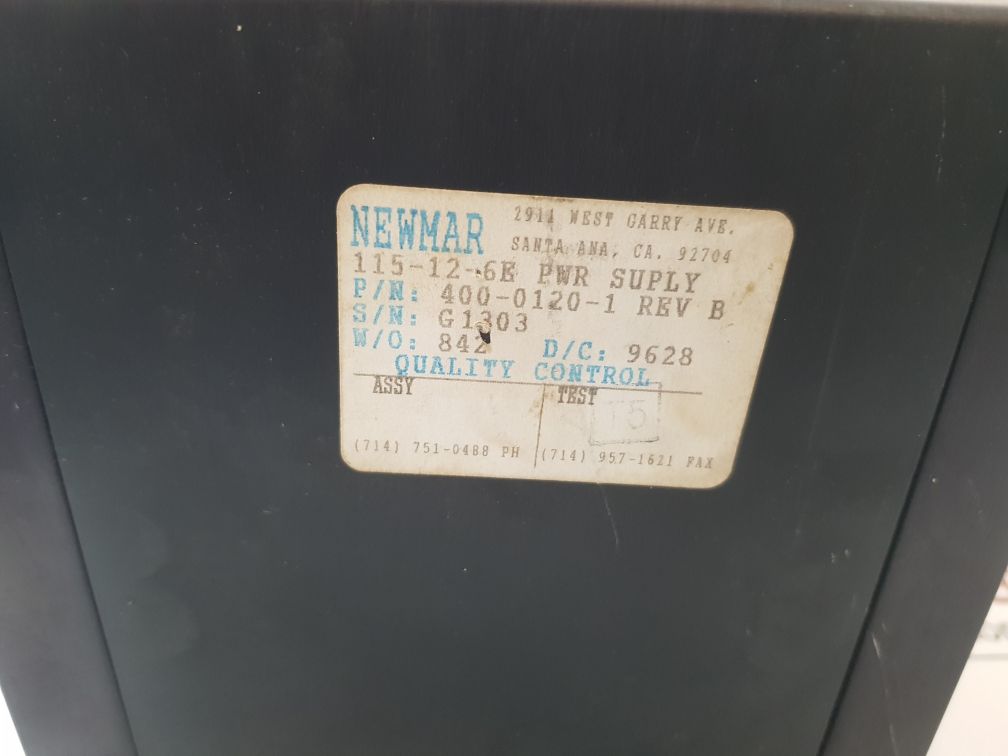 NEWMAR
2911 WEST GARRY AVE.
SANTA ANA, CA. 92704
115-12-6E PWR SUPLY
P/N: 400-0120-1 REV B
S/N: G1303
W/O: 842 D/C: 9628
QUALITY CONTROL
ASSY TEST
(714) 751-0488 PH (714) 957-1621 FAX